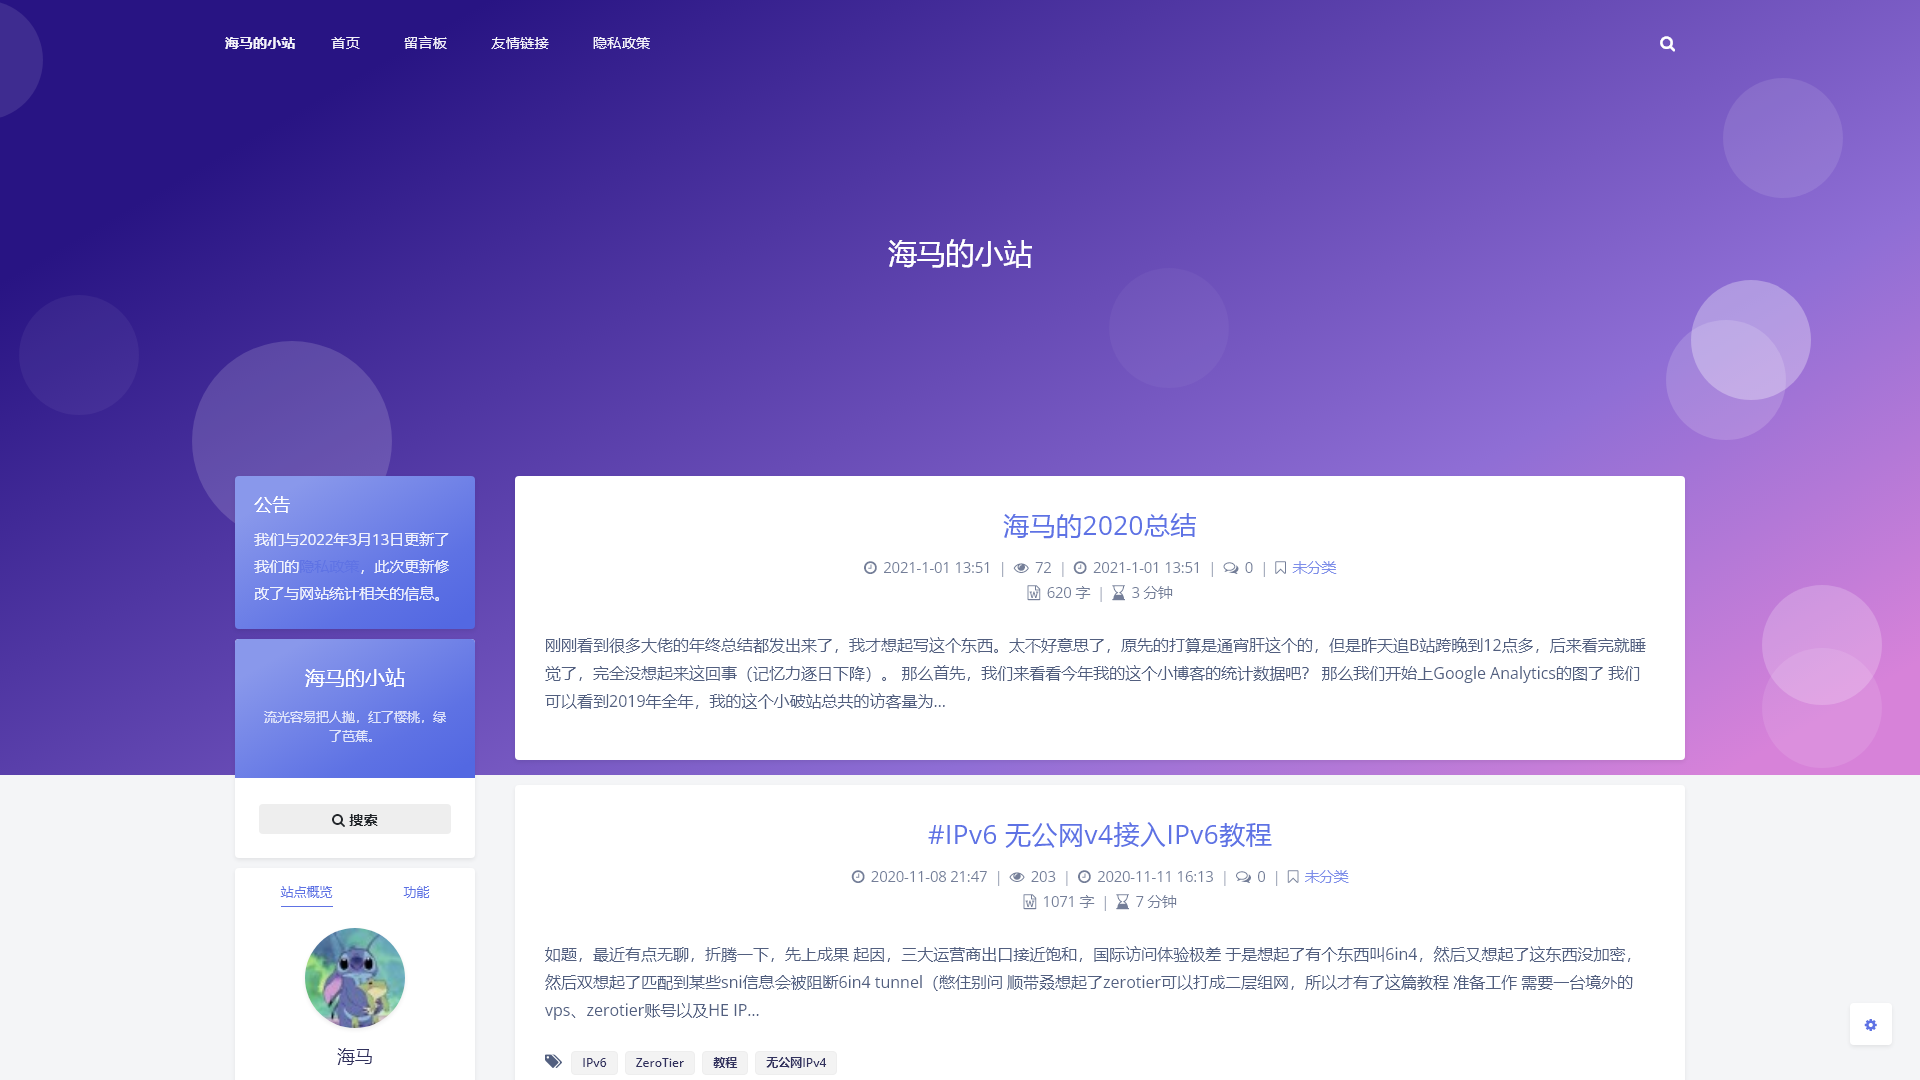 海马的小站
首页
留言板
友情链接
隐私政策
海马的小站
公告
我们与2022年3月13日更新了
我们的隐私政策，此次更新修
改了与网站统计相关的信息。
海马的小站
流光容易把人抛，红了樱桃，绿
了芭蕉。
搜索
站点概览
功能
海马
海马的2020总结
2021-1-01 13:51 | 72 | 2021-1-01 13:51 | 0 | 未分类
620 字 | 3 分钟
刚刚看到很多大佬的年终总结都发出来了，我才想起写这个东西。太不好意思了，原先的打算是通宵肝这个的，但是昨天追B站跨晚到12点多，后来看完就睡
觉了，完全没想起来这回事（记忆力逐日下降）。 那么首先，我们来看看今年我的这个小博客的统计数据吧？ 那么我们开始上Google Analytics的图了 我们
可以看到2019年全年，我的这个小破站总共的访客量为...
#IPv6 无公网v4接入IPv6教程
2020-11-08 21:47 | 203 | 2020-11-11 16:13 | 0 | 未分类
1071 字 | 7 分钟
如题，最近有点无聊，折腾一下，先上成果 起因，三大运营商出口接近饱和，国际访问体验极差 于是想起了有个东西叫6in4，然后又想起了这东西没加密，
然后双想起了匹配到某些sni信息会被阻断6in4 tunnel（憋住别问 顺带叒想起了zerotier可以打成二层组网，所以才有了这篇教程 准备工作 需要一台境外的
vps、zerotier账号以及HE IP...
IPv6
ZeroTier
教程
无公网IPv4